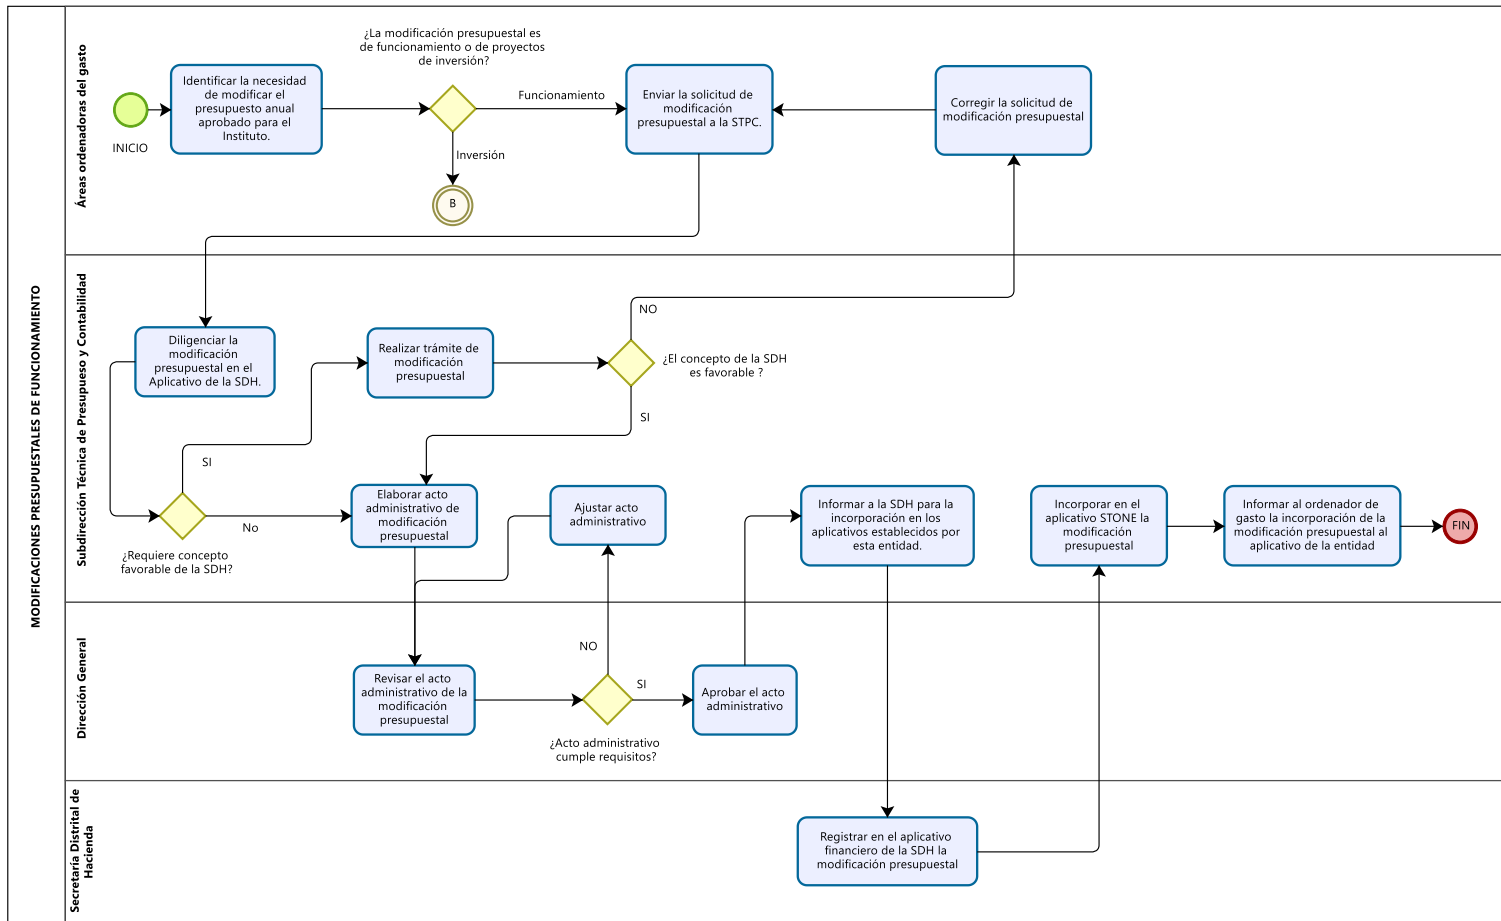 MODIFICACIONES PRESUPUESTALES DE FUNCIONAMIENTO
Áreas ordenadoras del gasto
INICIO
Identificar la necesidad
de modificar el
presupuesto anual
aprobado para el
Instituto.
¿La modificación presupuestal es
de funcionamiento o de proyectos
de inversión?
Funcionamiento
Inversión
B
Enviar la solicitud de
modificación
presupuestal a la STPC.
Corregir la solicitud de
modificación presupuestal
Subdirección Técnica de Presupueso y Contabilidad
Diligenciar la
modificación
presupuestal en el
Aplicativo de la SDH.
Realizar trámite de
modificación
presupuestal
NO
¿El concepto de la SDH
es favorable ?
SI
SI
No
¿Requiere concepto
favorable de la SDH?
Elaborar acto
administrativo de
modificación
presupuestal
Ajustar acto
administrativo
Informar a la SDH para la
incorporación en los
aplicativos establecidos por
esta entidad.
Incorporar en el
aplicativo STONE la
modificación
presupuestal
Informar al ordenador de
gasto la incorporación de la
modificación presupuestal al
aplicativo de la entidad
FIN
Dirección General
Revisar el acto
administrativo de la
modificación
presupuestal
NO
SI
¿Acto administrativo
cumple requisitos?
Aprobar el acto
administrativo
Secretaría Distrital de
Hacienda
Registrar en el aplicativo
financiero de la SDH la
modificación presupuestal